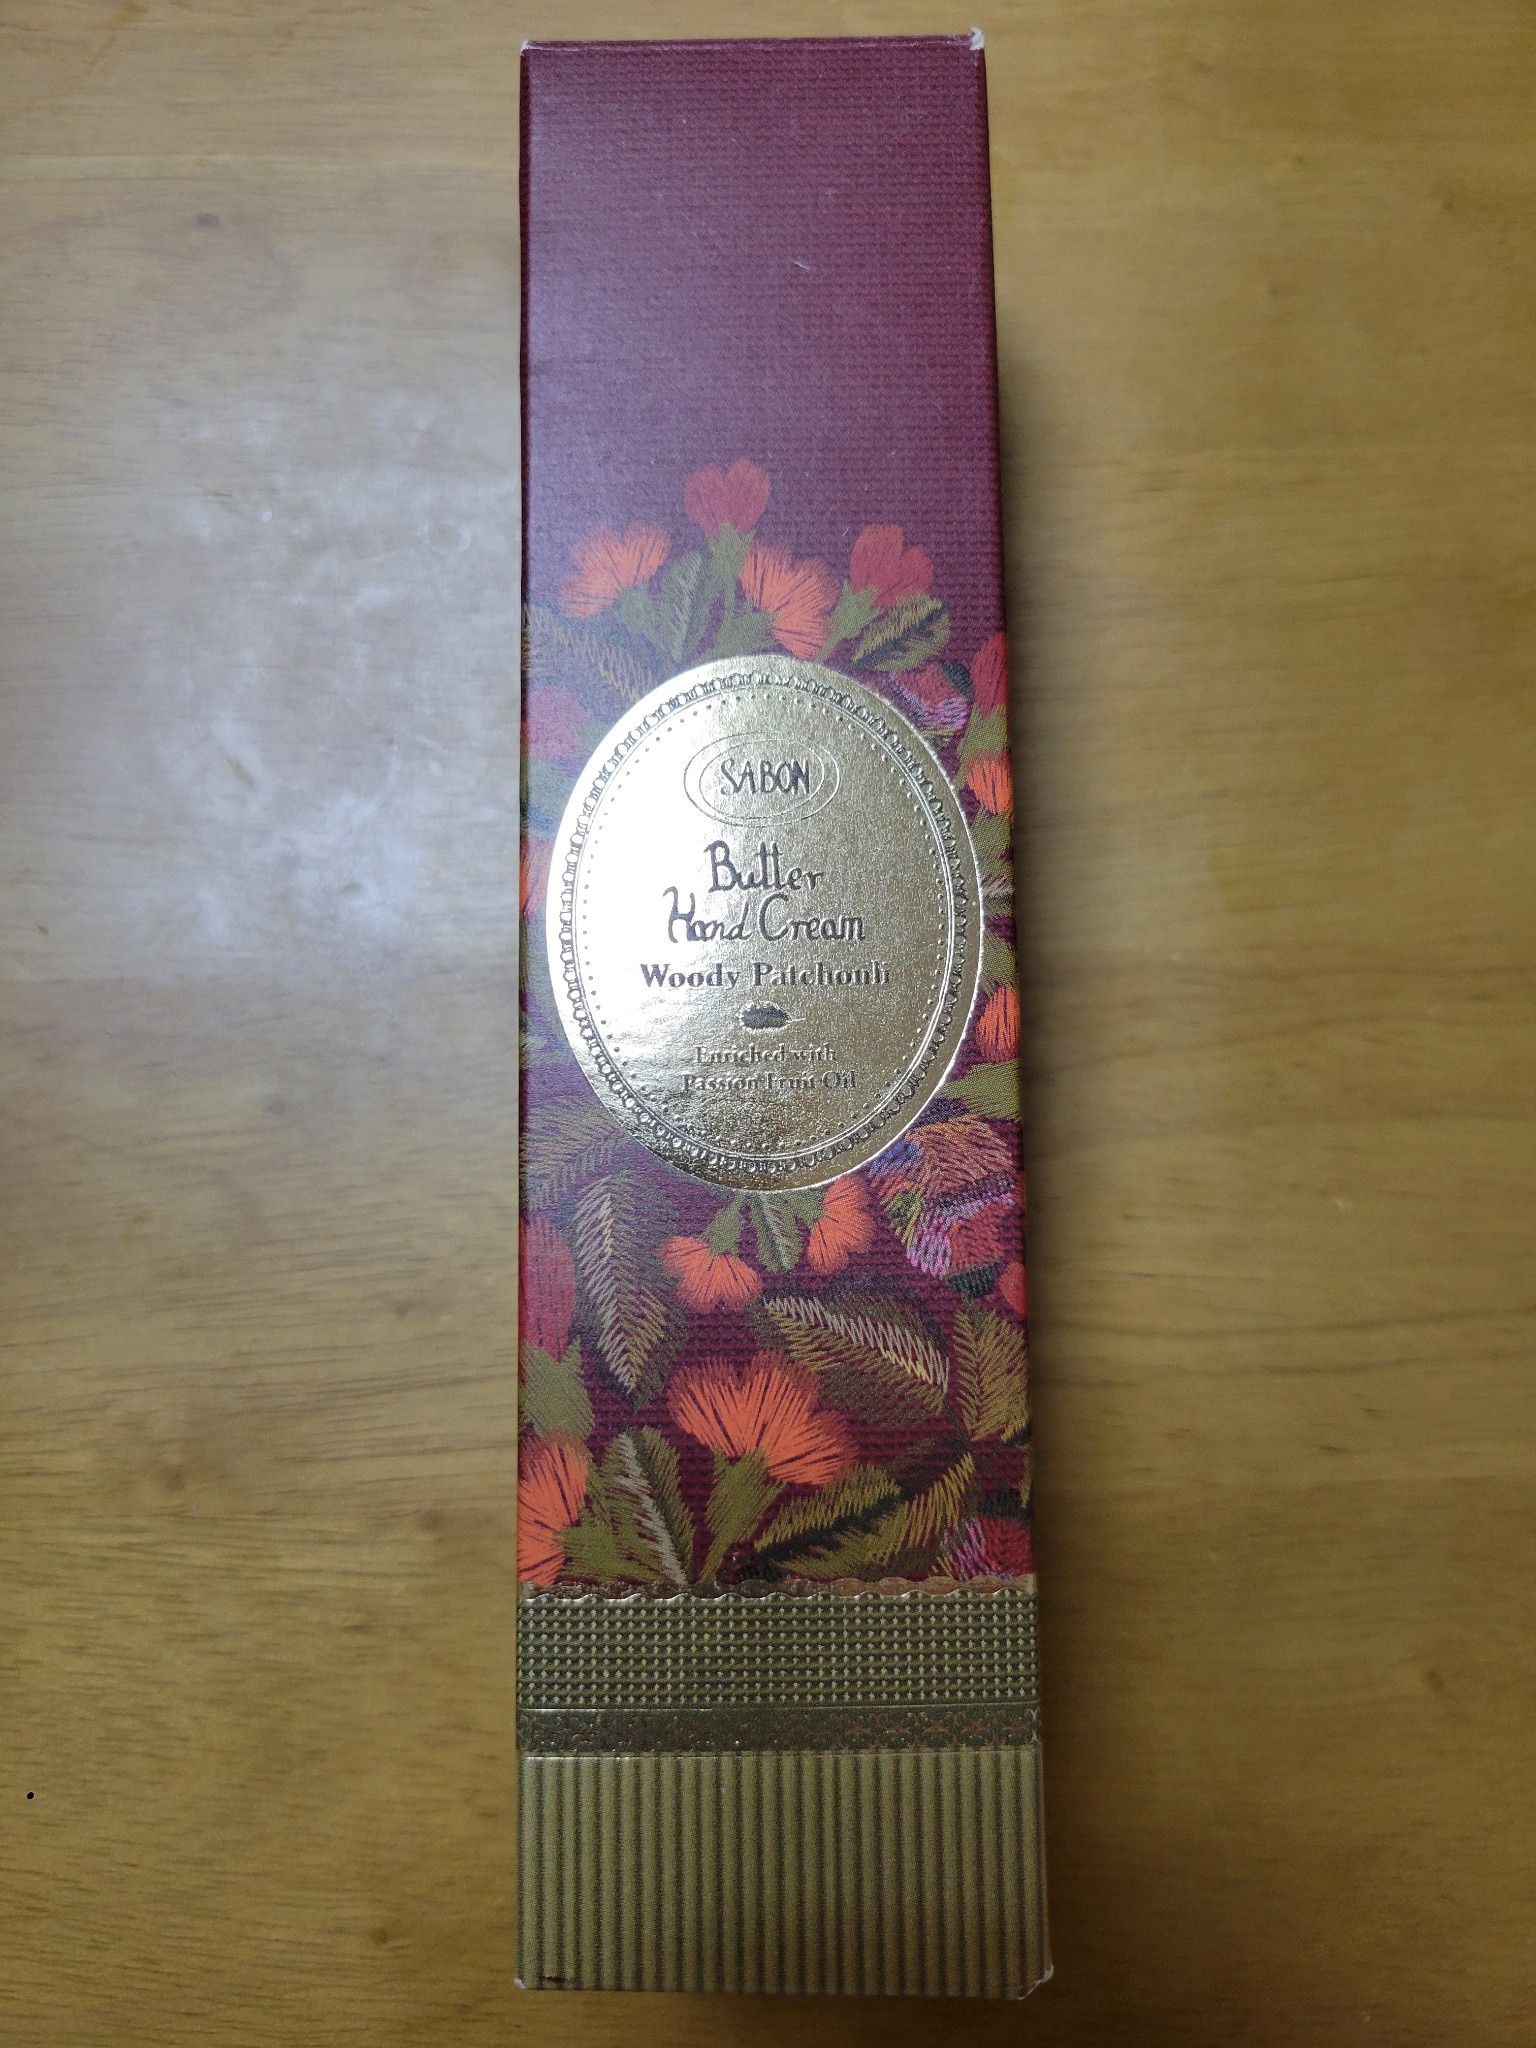 SABON
Butter
Hand Cream
Woody Patchouli
Enriched with
Passion Fruit Oil